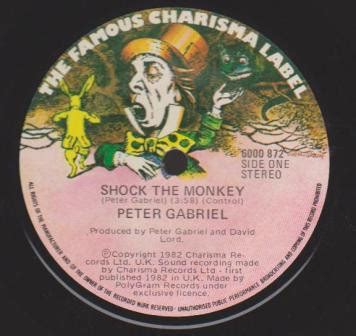 THE FAMOUS CHARISMA LABEL
6000 872
SIDE ONE
STEREO
SHOCK THE MONKEY
(Peter Gabriel) (3:58) (Control)
PETER GABRIEL
Produced by Peter Gabriel and David
Lord.
Ⓟ Copyright 1982 Charisma Re-
cords Ltd. U.K. Sound recording made
by Charisma Records Ltd - first
published 1982 in U.K. Made by
PolyGram Records under
exclusive licence.
ALL RIGHTS OF THE MANUFACTURER AND OF THE OWNER OF THE RECORDED WORK RESERVED - UNAUTHORISED PUBLIC PERFORMANCE, BROADCASTING AND COPYING OF THIS RECORD PROHIBITED